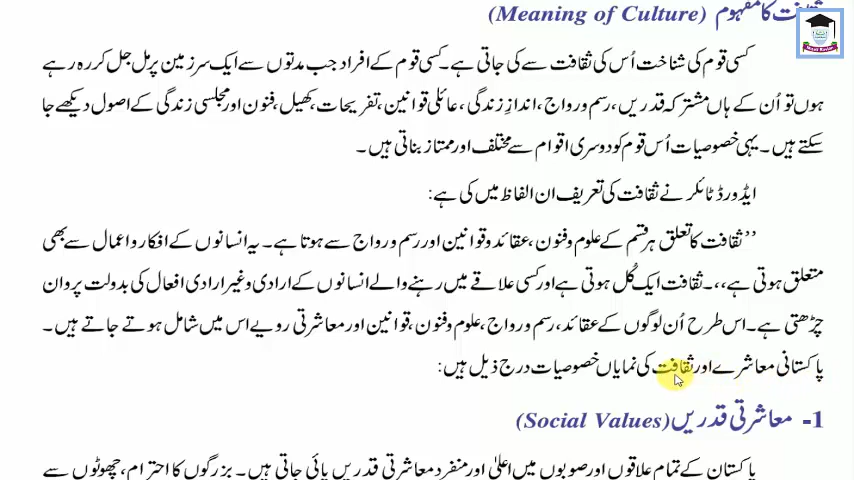 ثقافت کا مفہوم (Meaning of Culture)
کسی قوم کی شناخت اُس کی ثقافت سے کی جاتی ہے۔ کسی قوم کے افراد جب مدتوں سے ایک سرزمین پر مل جل کر رہ رہے
ہوں تو اُن کے ہاں مشترکہ قدریں، رسم و رواج، اندازِ زندگی، عائلی قوانین، تفریحات، کھیل، فنون اور مجلسی زندگی کے اصول دیکھے جا
سکتے ہیں۔ یہی خصوصیات اُس قوم کو دوسری اقوام سے مختلف اور ممتاز بناتی ہیں۔
ایڈورڈ ٹائلر نے ثقافت کی تعریف ان الفاظ میں کی ہے:
’’ثقافت کا تعلق ہر قسم کے علوم و فنون، عقائد و قوانین اور رسم و رواج سے ہوتا ہے۔ یہ انسانوں کے افکار و اعمال سے بھی
متعلق ہوتی ہے،،۔ ثقافت ایک کُل ہوتی ہے اور کسی علاقے میں رہنے والے انسانوں کے ارادی و غیر ارادی افعال کی بدولت پروان
چڑھتی ہے۔ اس طرح اُن لوگوں کے عقائد، رسم و رواج، علوم و فنون، قوانین اور معاشرتی رویے اس میں شامل ہوتے جاتے ہیں۔
پاکستانی معاشرے اور ثقافت کی نمایاں خصوصیات درج ذیل ہیں:
1- معاشرتی قدریں (Social Values)
پاکستان کے تمام علاقوں اور صوبوں میں اعلیٰ اور منفرد معاشرتی قدریں پائی جاتی ہیں۔ بزرگوں کا احترام، چھوٹوں سے